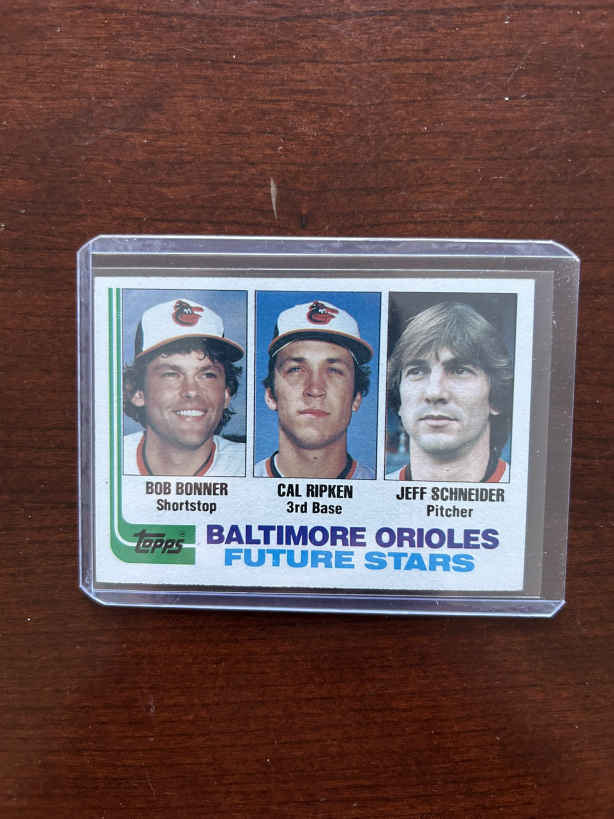 BOB BONNER
Shortstop
CAL RIPKEN
3rd Base
JEFF SCHNEIDER
Pitcher
topps
BALTIMORE ORIOLES
FUTURE STARS